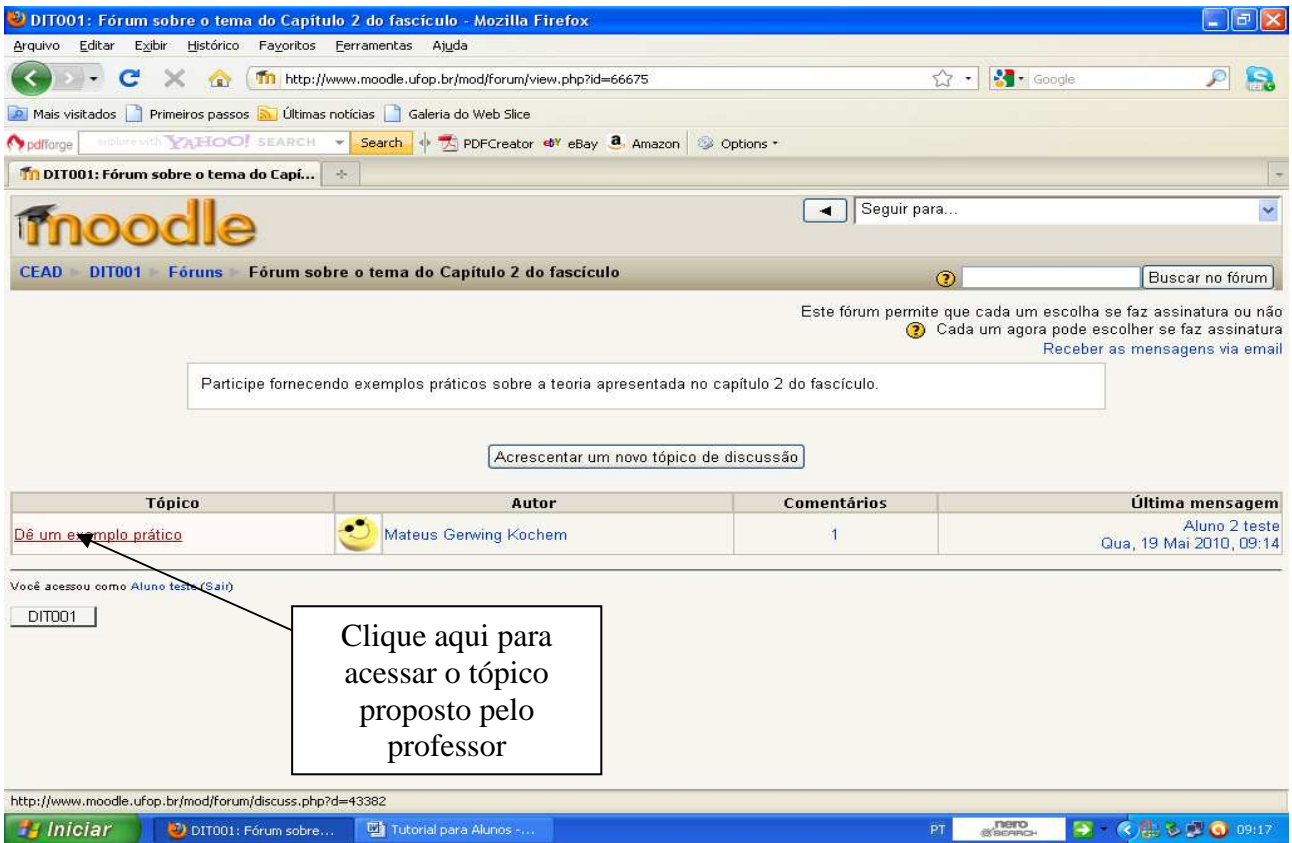 DIT001: Fórum sobre o tema do Capítulo 2 do fascículo - Mozilla Firefox
Arquivo Editar Exibir Histórico Favoritos Ferramentas Ajuda
http://www.moodle.ufop.br/mod/forum/view.php?id=66675
Google
Mais visitados Primeiros passos Últimas notícias Galeria do Web Slice
pdfforge explore with YAHOO! SEARCH Search PDFCreator eBay Amazon Options
DIT001: Fórum sobre o tema do Capí...
moodle
Seguir para...
CEAD DIT001 Fóruns Fórum sobre o tema do Capítulo 2 do fascículo
Buscar no fórum
Este fórum permite que cada um escolha se faz assinatura ou não
Cada um agora pode escolher se faz assinatura
Receber as mensagens via email
Participe fornecendo exemplos práticos sobre a teoria apresentada no capítulo 2 do fascículo.
Acrescentar um novo tópico de discussão
Tópico Autor Comentários Última mensagem
Dê um exemplo prático Mateus Gerwing Kochem 1 Aluno 2 teste
Qua, 19 Mai 2010, 09:14
Você acessou como Aluno teste (Sair)
DIT001
Clique aqui para
acessar o tópico
proposto pelo
professor
http://www.moodle.ufop.br/mod/forum/discuss.php?d=43382
Iniciar DIT001: Fórum sobre... Tutorial para Alunos -... PT nero SEARCH 09:17